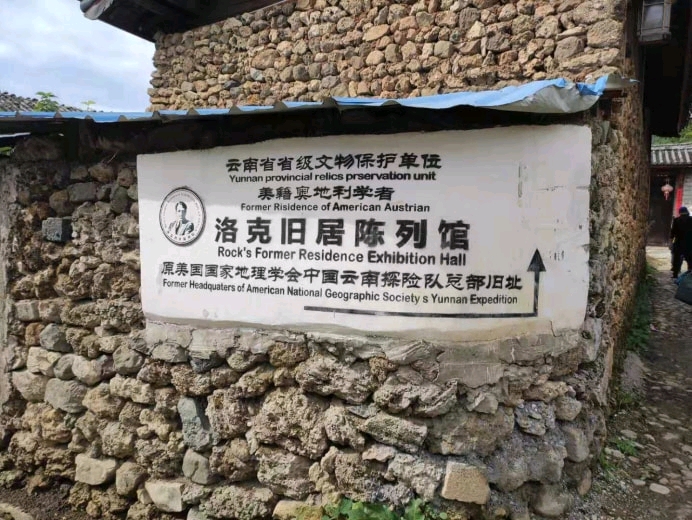 云南省省级文物保护单位
Yunnan provincial relics prservation unit
美籍奥地利学者
Former Risidence of American Austrian
洛克旧居陈列馆
Rock's Former Residence Exhibition Hall
原美国国家地理学会中国云南探险队总部旧址
Former Headquaters of American National Geographic Society s Yunnan Expedition